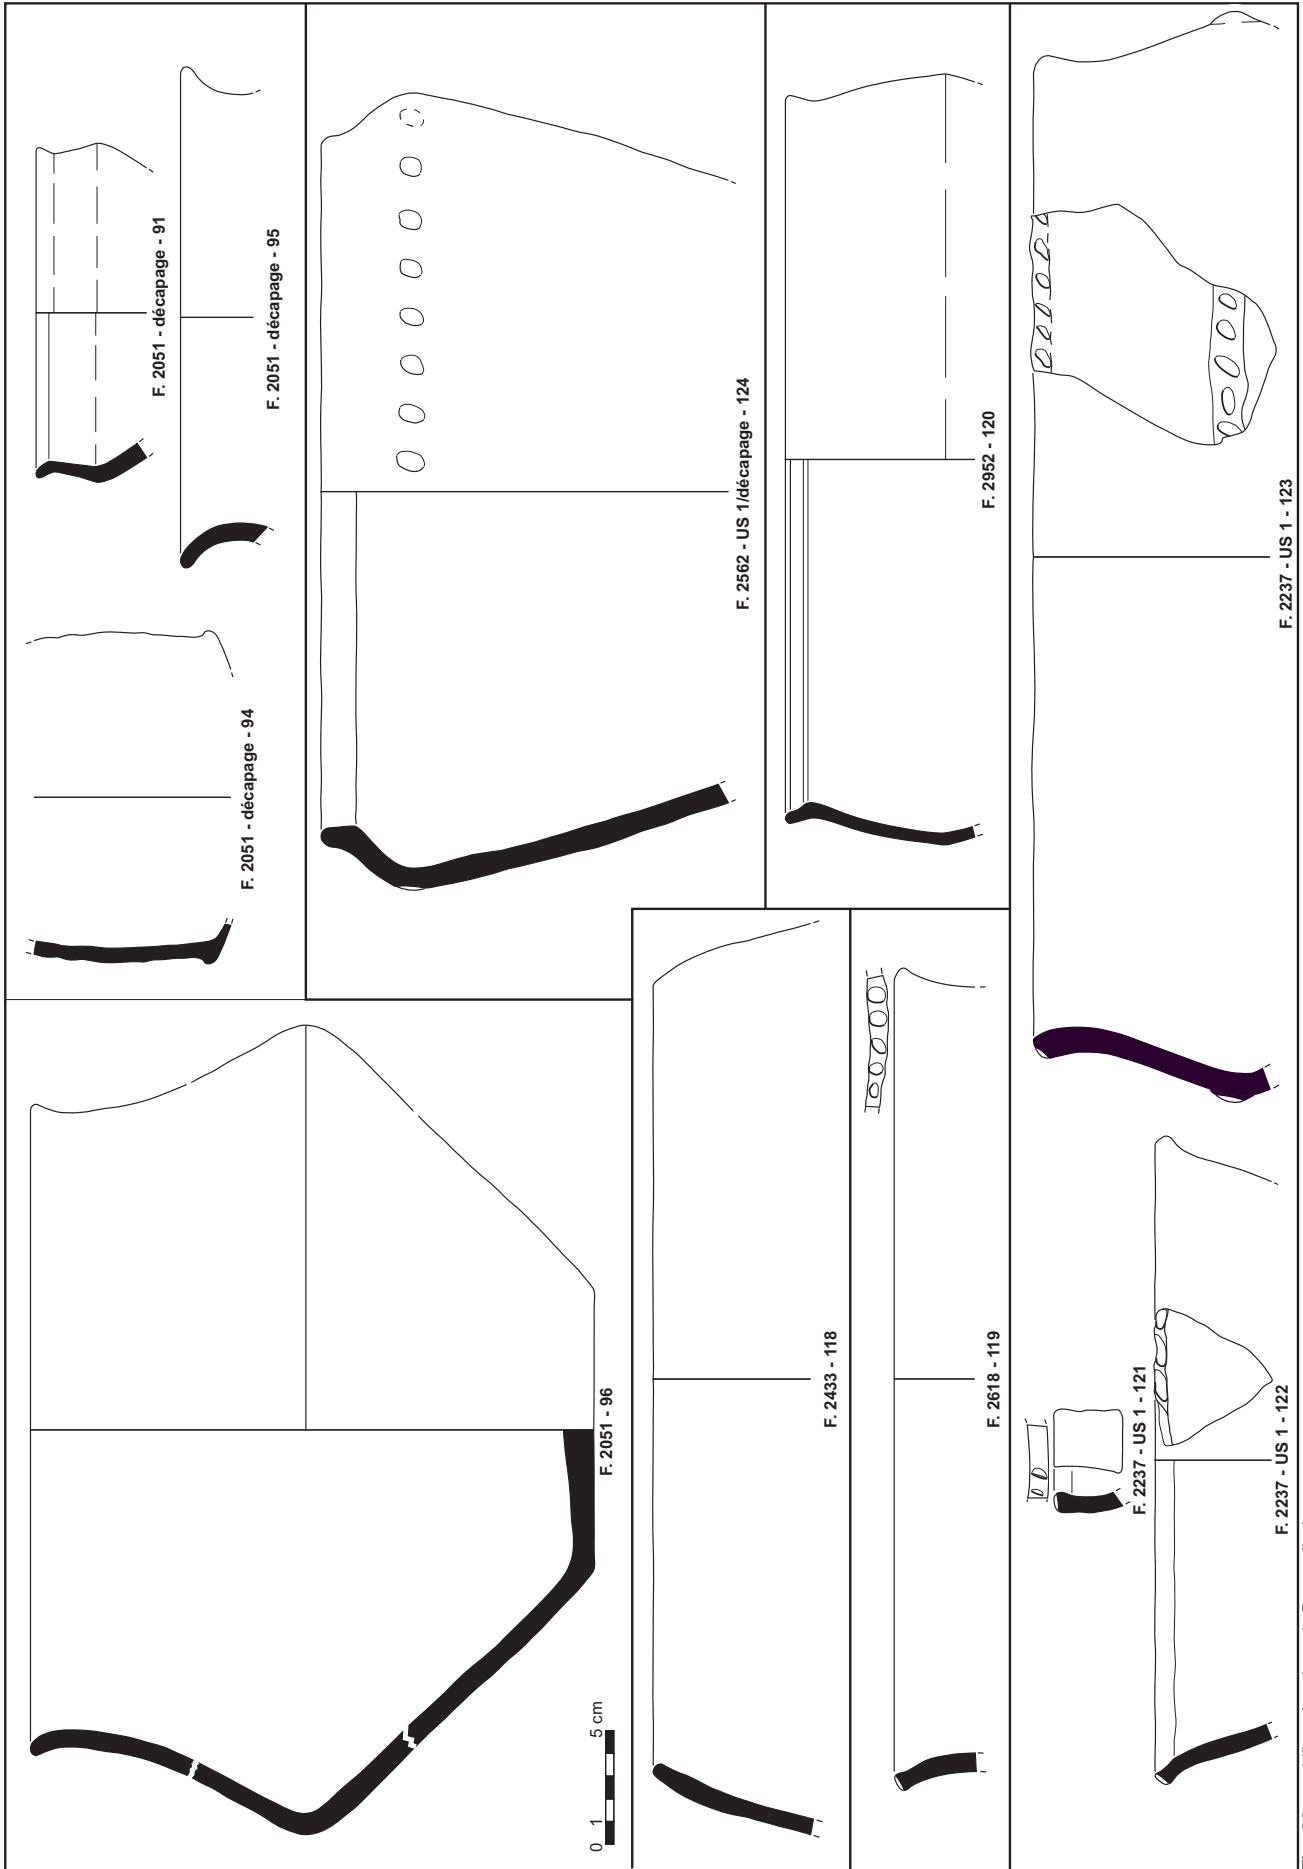 F. 2051 - 96
0 1 5 cm
F. 2051 - décapage - 94
F. 2051 - décapage - 91
F. 2051 - décapage - 95
F. 2562 - US 1/décapage - 124
F. 2433 - 118
F. 2952 - 120
F. 2618 - 119
F. 2237 - US 1 - 121
F. 2237 - US 1 - 122
F. 2237 - US 1 - 123